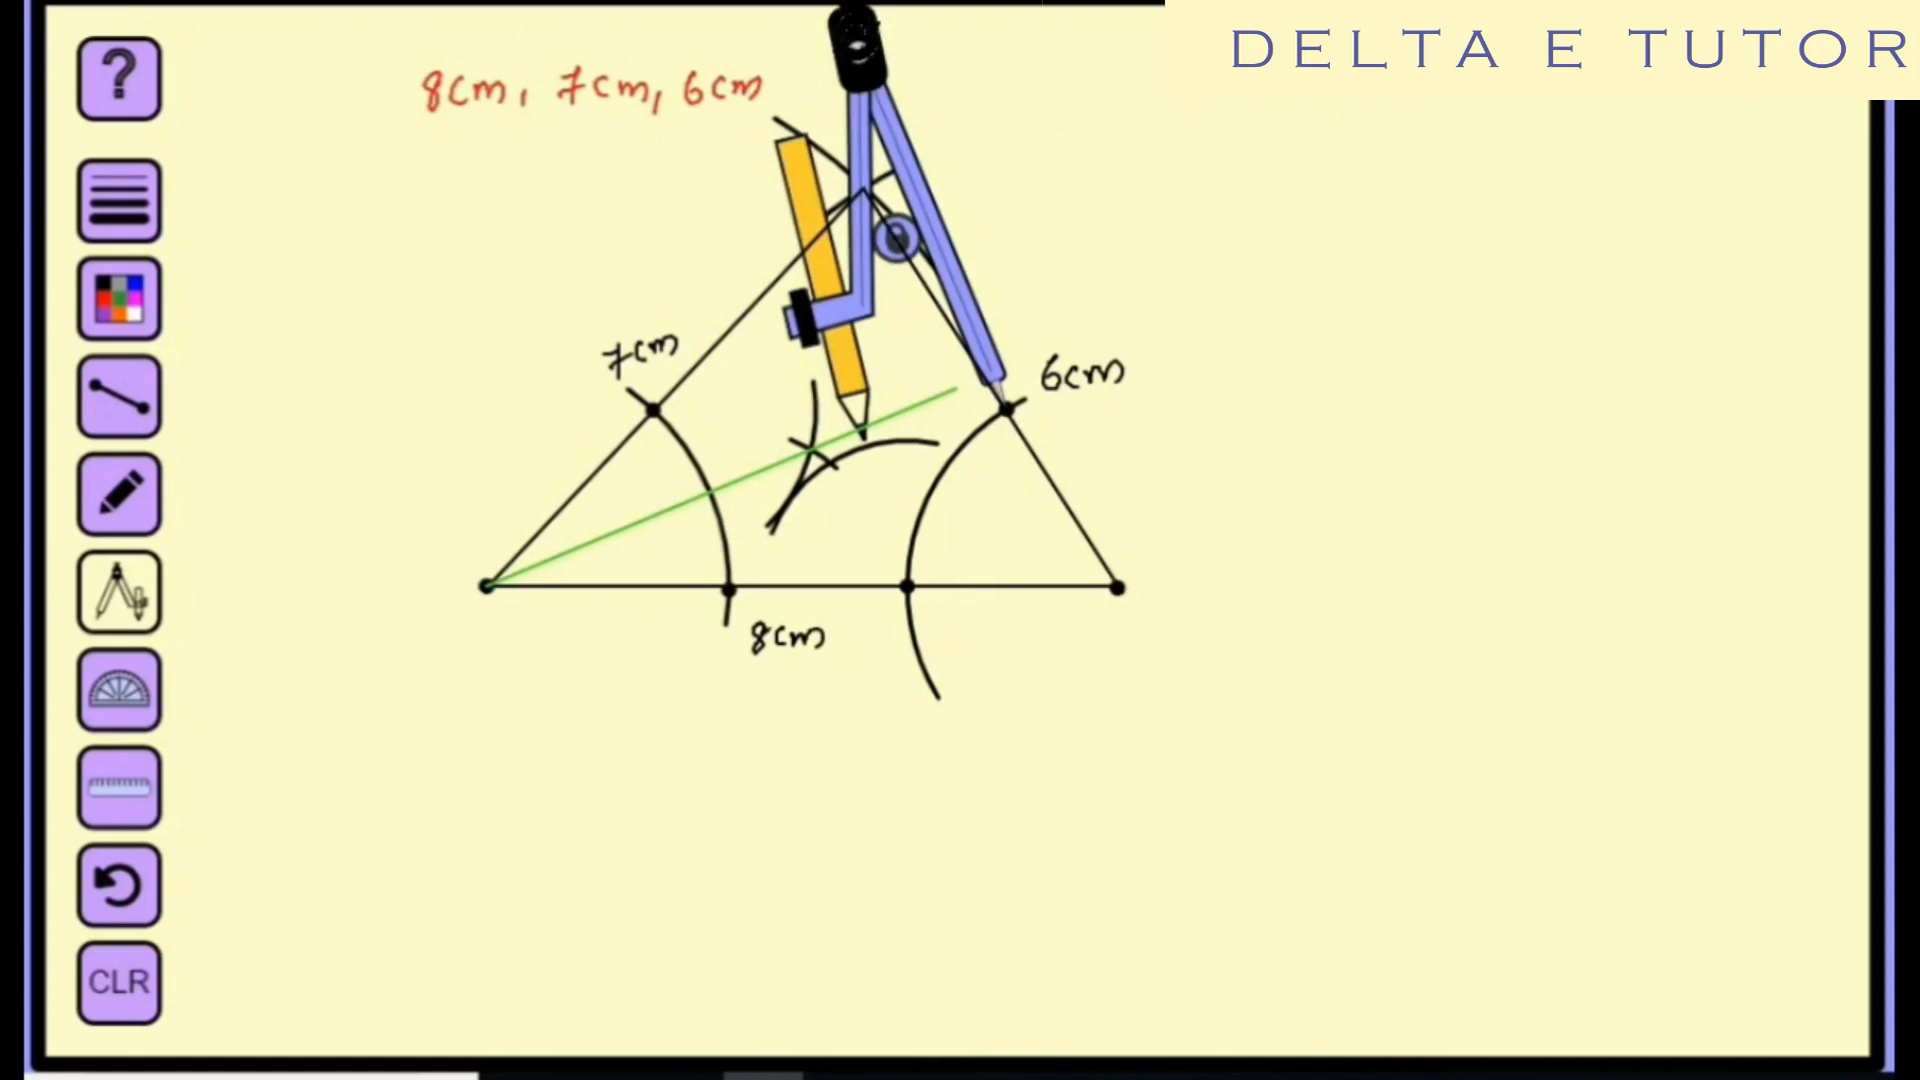 DELTA E TUTOR
?
8cm, 7cm, 6cm
7cm
6cm
8cm
CLR